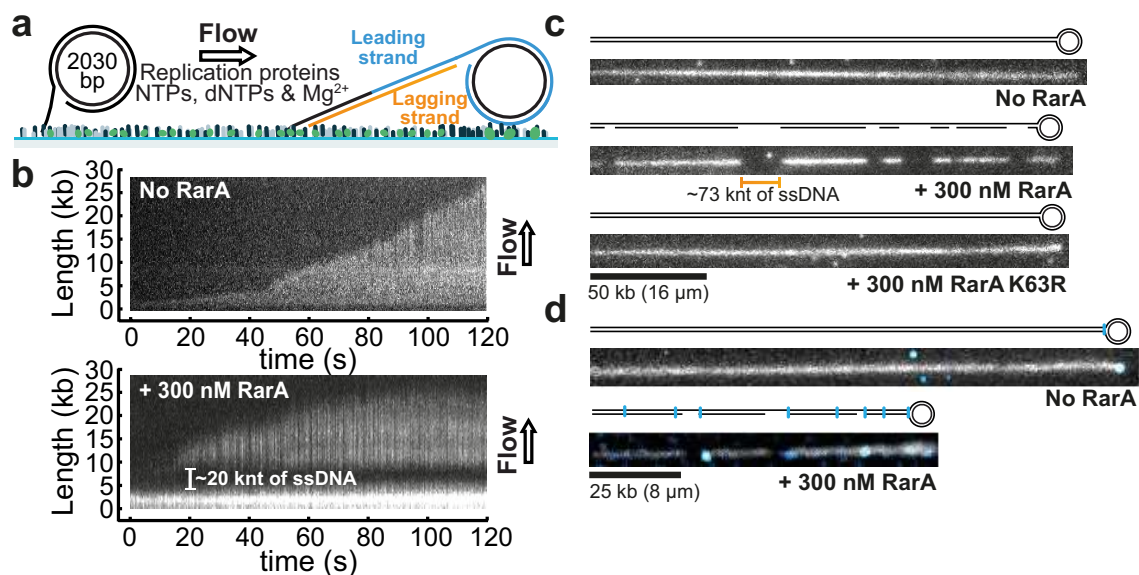 a
2030
bp
Flow
Replication proteins
NTPs, dNTPs & Mg²⁺
Leading
strand
Lagging
strand
b
No RarA
Length (kb)
30
25
20
15
10
5
0
0 20 40 60 80 100 120
time (s)
Flow
+ 300 nM RarA
~20 knt of ssDNA
Length (kb)
30
25
20
15
10
5
0
0 20 40 60 80 100 120
time (s)
Flow
c
No RarA
~73 knt of ssDNA
+ 300 nM RarA
50 kb (16 μm)
+ 300 nM RarA K63R
d
No RarA
25 kb (8 μm)
+ 300 nM RarA